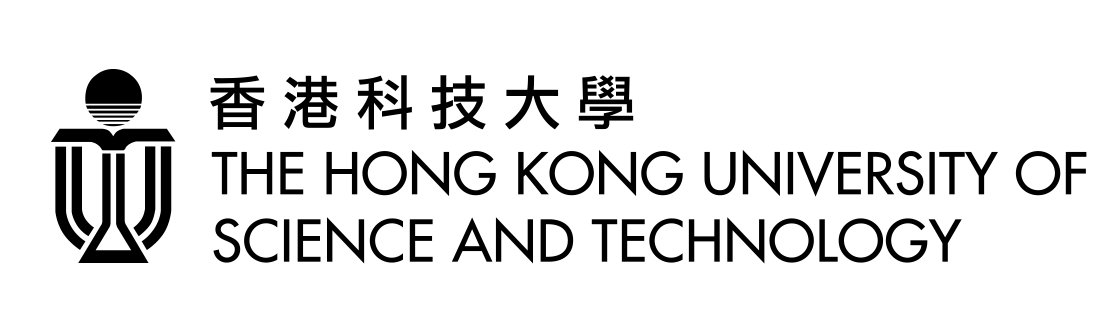 香港科技大學
THE HONG KONG UNIVERSITY OF
SCIENCE AND TECHNOLOGY